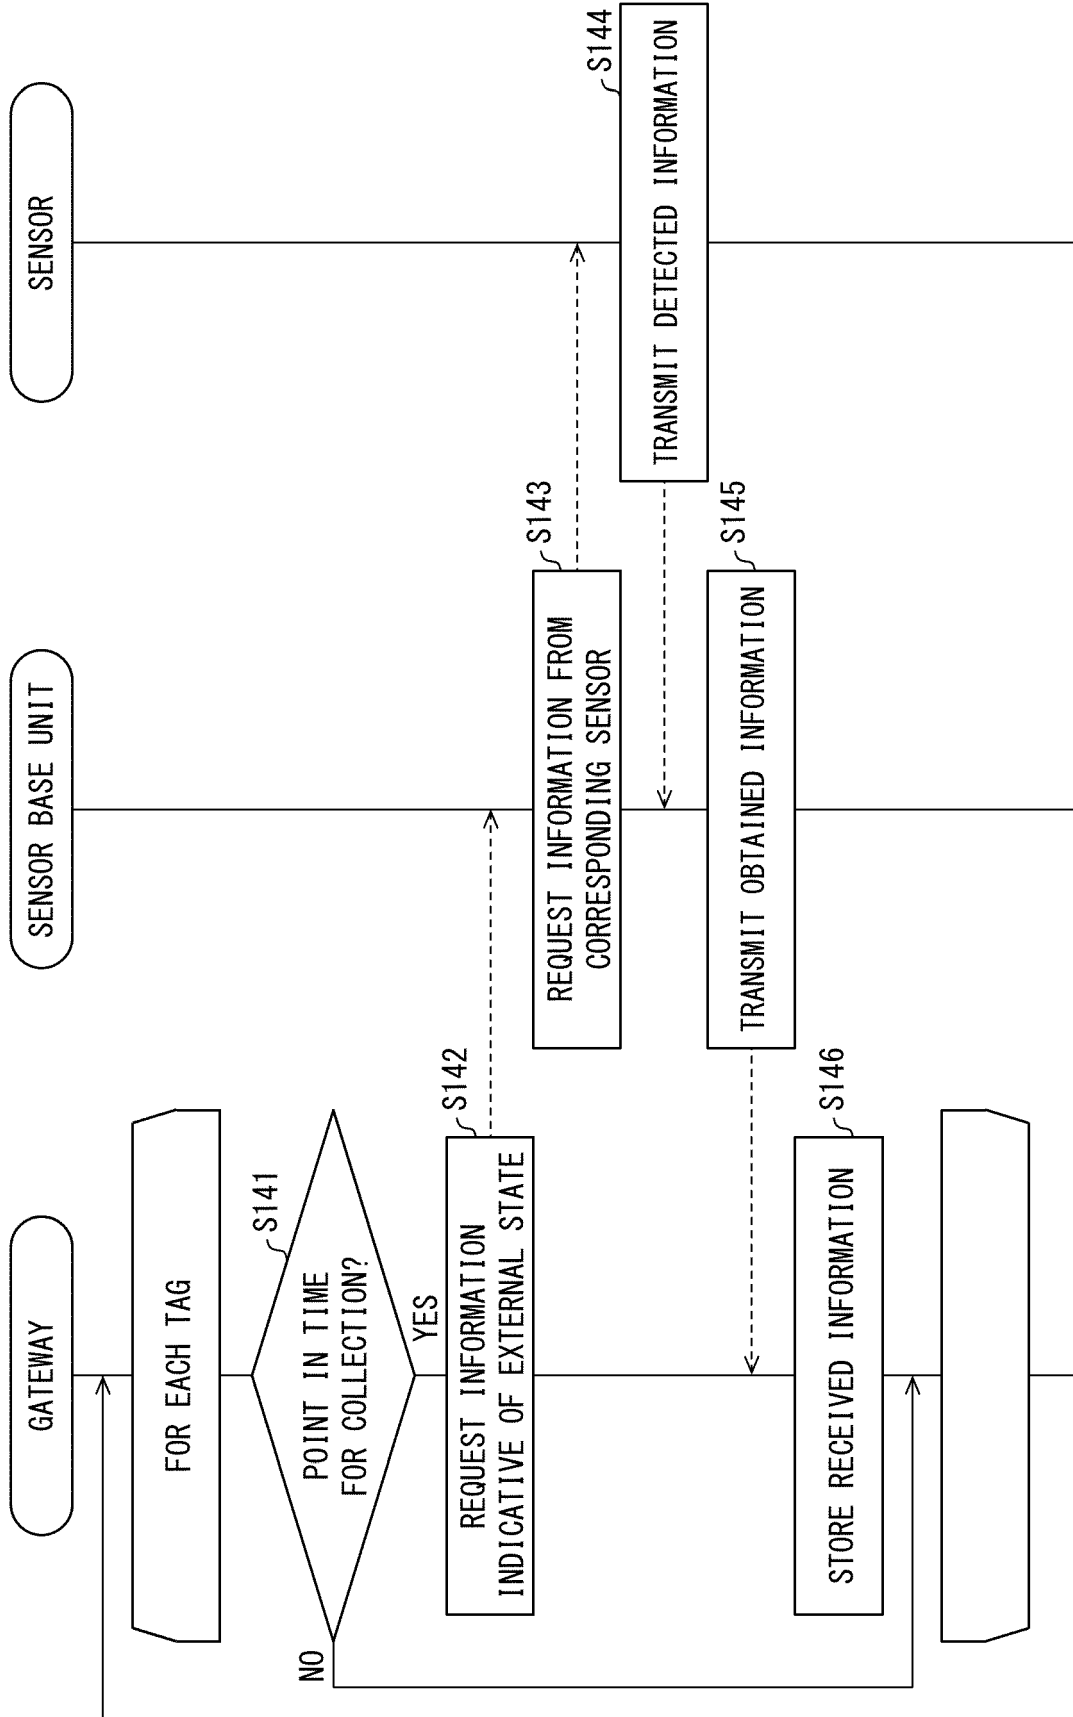 GATEWAY
SENSOR BASE UNIT
SENSOR
FOR EACH TAG
S141
POINT IN TIME
FOR COLLECTION?
NO
YES
S142
REQUEST INFORMATION
INDICATIVE OF EXTERNAL STATE
S143
REQUEST INFORMATION FROM
CORRESPONDING SENSOR
S144
TRANSMIT DETECTED INFORMATION
S145
TRANSMIT OBTAINED INFORMATION
S146
STORE RECEIVED INFORMATION